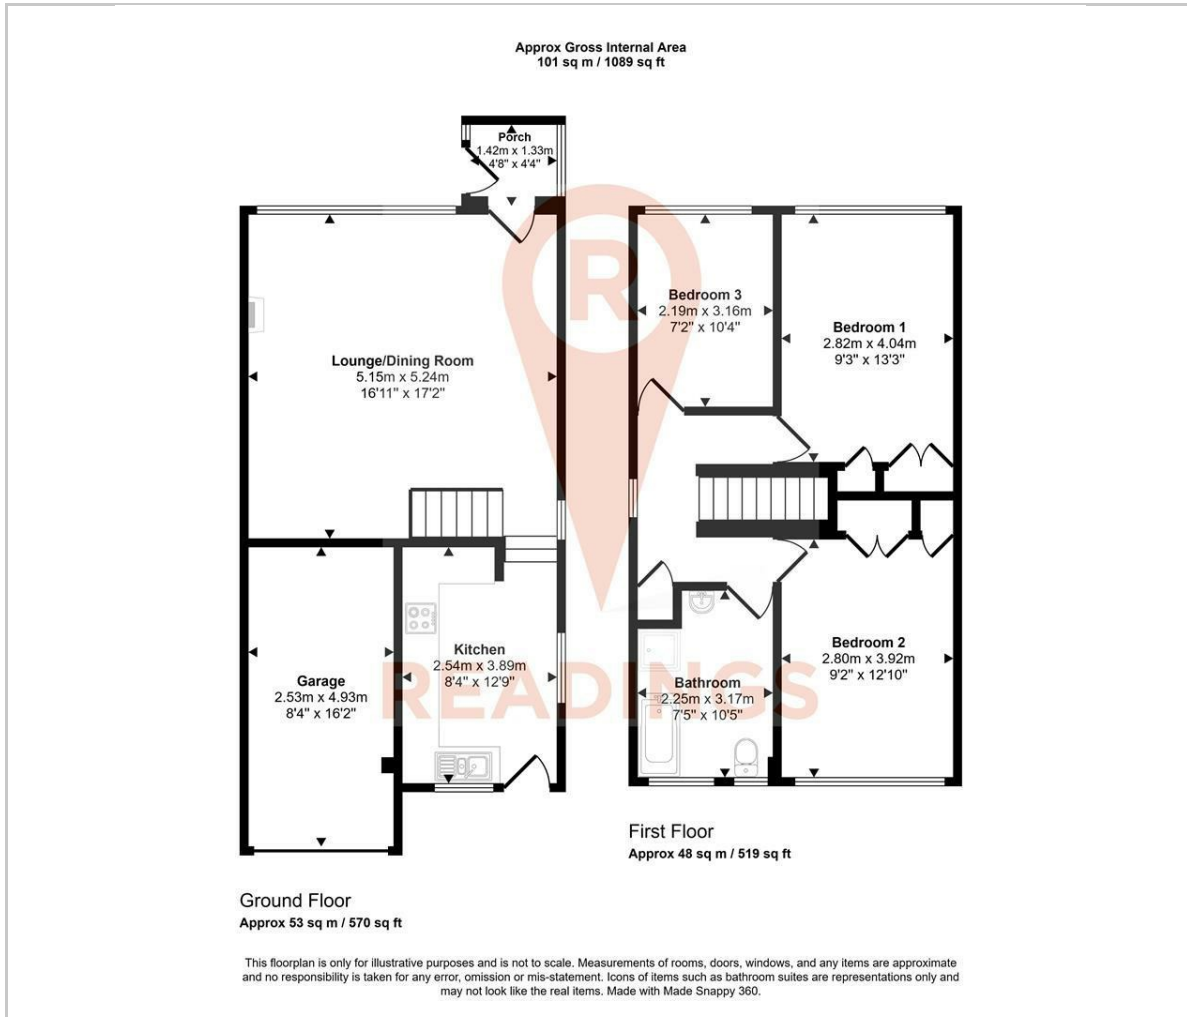 Approx Gross Internal Area
101 sq m / 1089 sq ft
Porch
1.42m x 1.33m
4'8" x 4'4"
Lounge/Dining Room
5.15m x 5.24m
16'11" x 17'2"
Bedroom 3
2.19m x 3.16m
7'2" x 10'4"
Bedroom 1
2.82m x 4.04m
9'3" x 13'3"
Kitchen
2.54m x 3.89m
8'4" x 12'9"
Garage
2.53m x 4.93m
8'4" x 16'2"
Bathroom
2.25m x 3.17m
7'5" x 10'5"
Bedroom 2
2.80m x 3.92m
9'2" x 12'10"
R
READINGS
First Floor
Approx 48 sq m / 519 sq ft
Ground Floor
Approx 53 sq m / 570 sq ft
This floorplan is only for illustrative purposes and is not to scale. Measurements of rooms, doors, windows, and any items are approximate
and no responsibility is taken for any error, omission or mis-statement. Icons of items such as bathroom suites are representations only and
may not look like the real items. Made with Made Snappy 360.